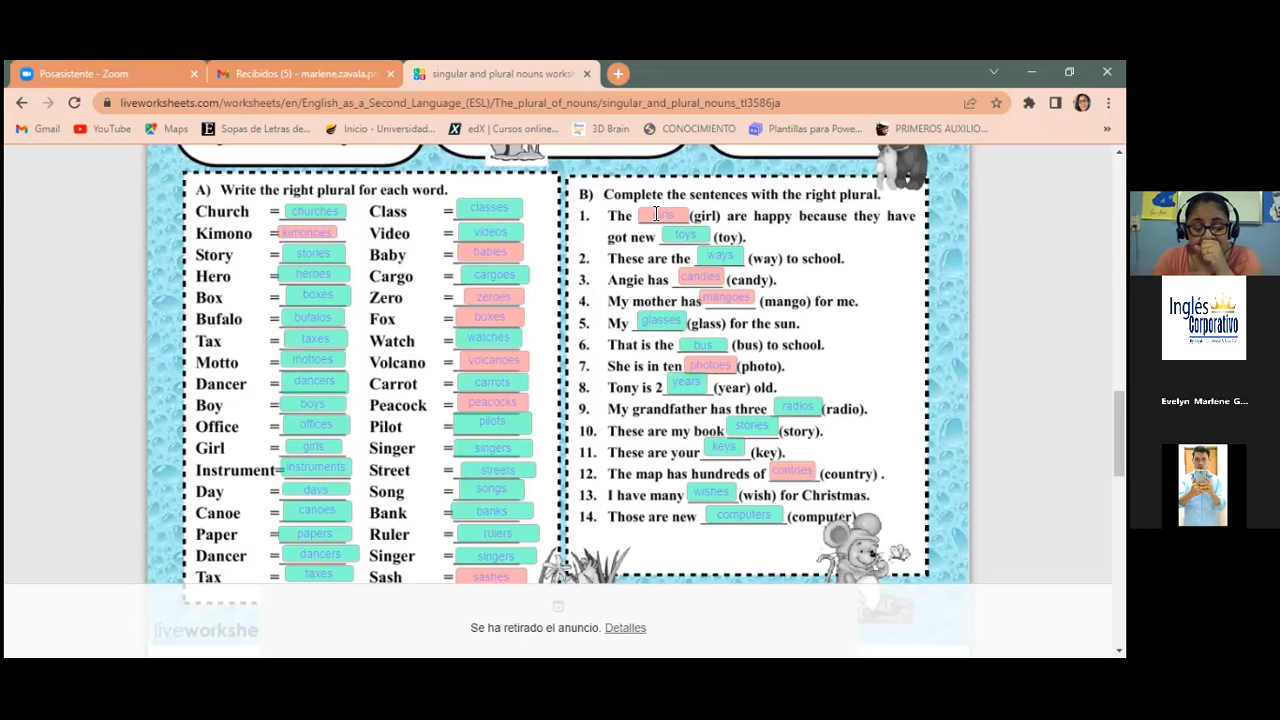 Posasistente - Zoom
Recibidos (5) - marlene.zavala.pr
singular and plural nouns works
liveworksheets.com/worksheets/en/English_as_a_Second_Language_(ESL)/The_plural_of_nouns/singular_and_plural_nouns_tl3586ja
Gmail YouTube Maps Sopas de Letras de... Inicio - Universidad... edX | Cursos online... 3D Brain CONOCIMIENTO Plantillas para Powe... PRIMEROS AUXILIO... »
A) Write the right plural for each word.
Church = churches Class = classes
Kimono = kimonoes Video = videos
Story = stories Baby = babies
Hero = heroes Cargo = cargoes
Box = boxes Zero = zeroes
Bufalo = bufalos Fox = boxes
Tax = taxes Watch = watches
Motto = mottoes Volcano = volcanoes
Dancer = dancers Carrot = carrots
Boy = boys Peacock = peacocks
Office = offices Pilot = pilots
Girl = girls Singer = singers
Instrument= instruments Street = streets
Day = days Song = songs
Canoe = canoes Bank = banks
Paper = papers Ruler = rulers
Dancer = dancers Singer = singers
Tax = taxes Sash = sashes
B) Complete the sentences with the right plural.
1. The (girl) are happy because they have
got new toys (toy).
2. These are the ways (way) to school.
3. Angie has candies (candy).
4. My mother has mangoes (mango) for me.
5. My glasses (glass) for the sun.
6. That is the bus (bus) to school.
7. She is in ten photoes (photo).
8. Tony is 2 years (year) old.
9. My grandfather has three radios (radio).
10. These are my book stories (story).
11. These are your keys (key).
12. The map has hundreds of contries (country) .
13. I have many wishes (wish) for Christmas.
14. Those are new computers (computer)
liveworkshe
Se ha retirado el anuncio. Detalles
Inglés
Corporativo
Evelyn Marlene G...